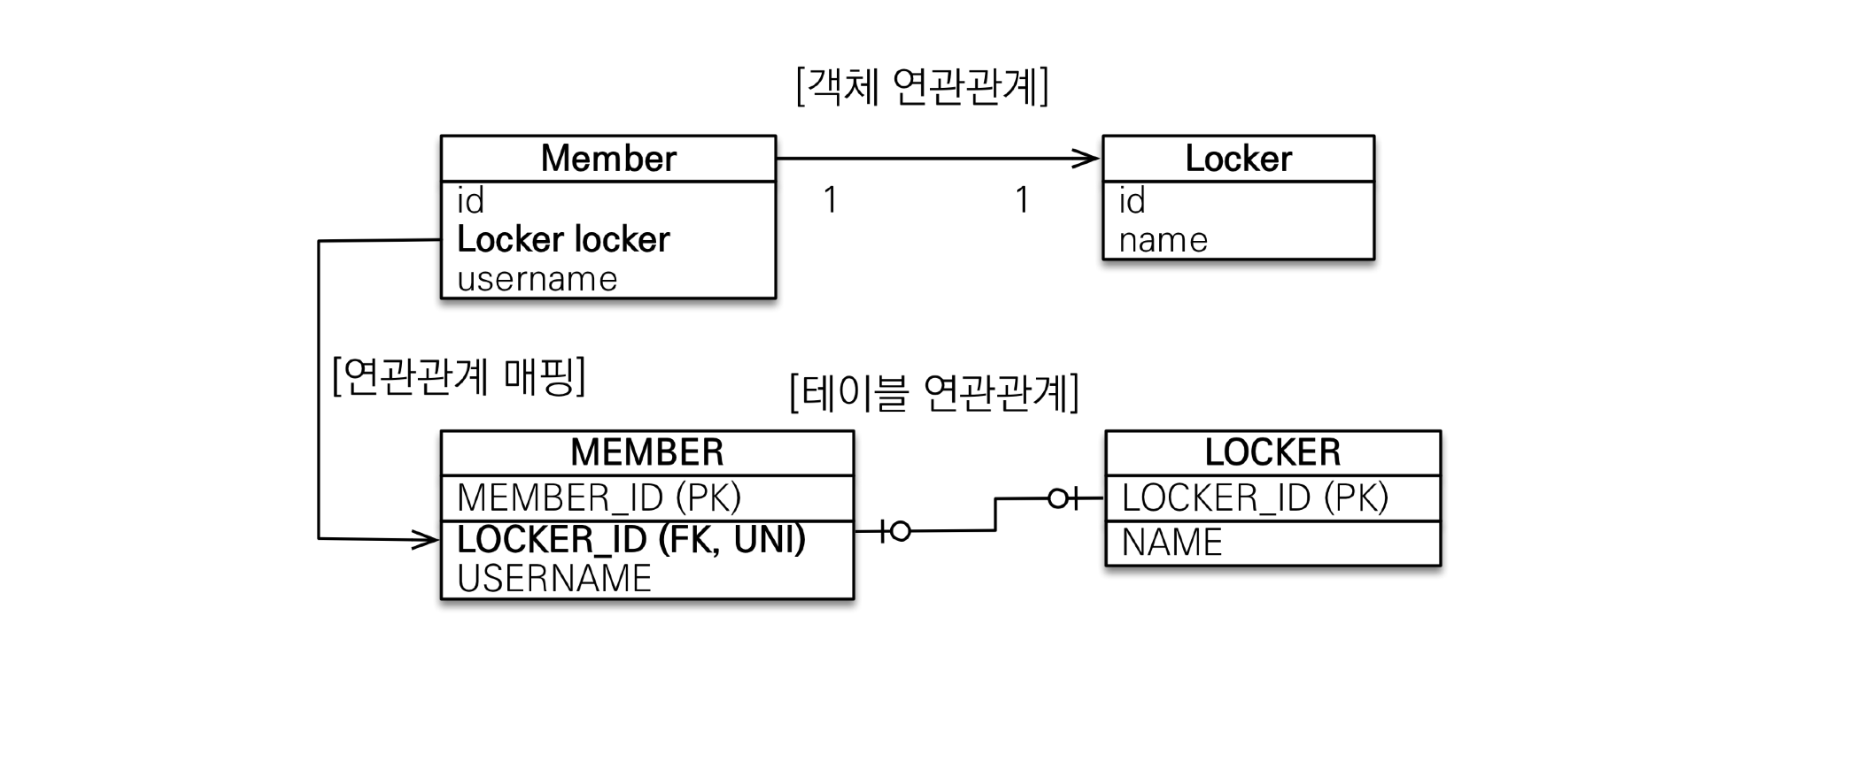 [객체 연관관계]
Member
id
Locker locker
username
1
1
Locker
id
name
[연관관계 매핑]
[테이블 연관관계]
MEMBER
MEMBER_ID (PK)
LOCKER_ID (FK, UNI)
USERNAME
LOCKER
LOCKER_ID (PK)
NAME